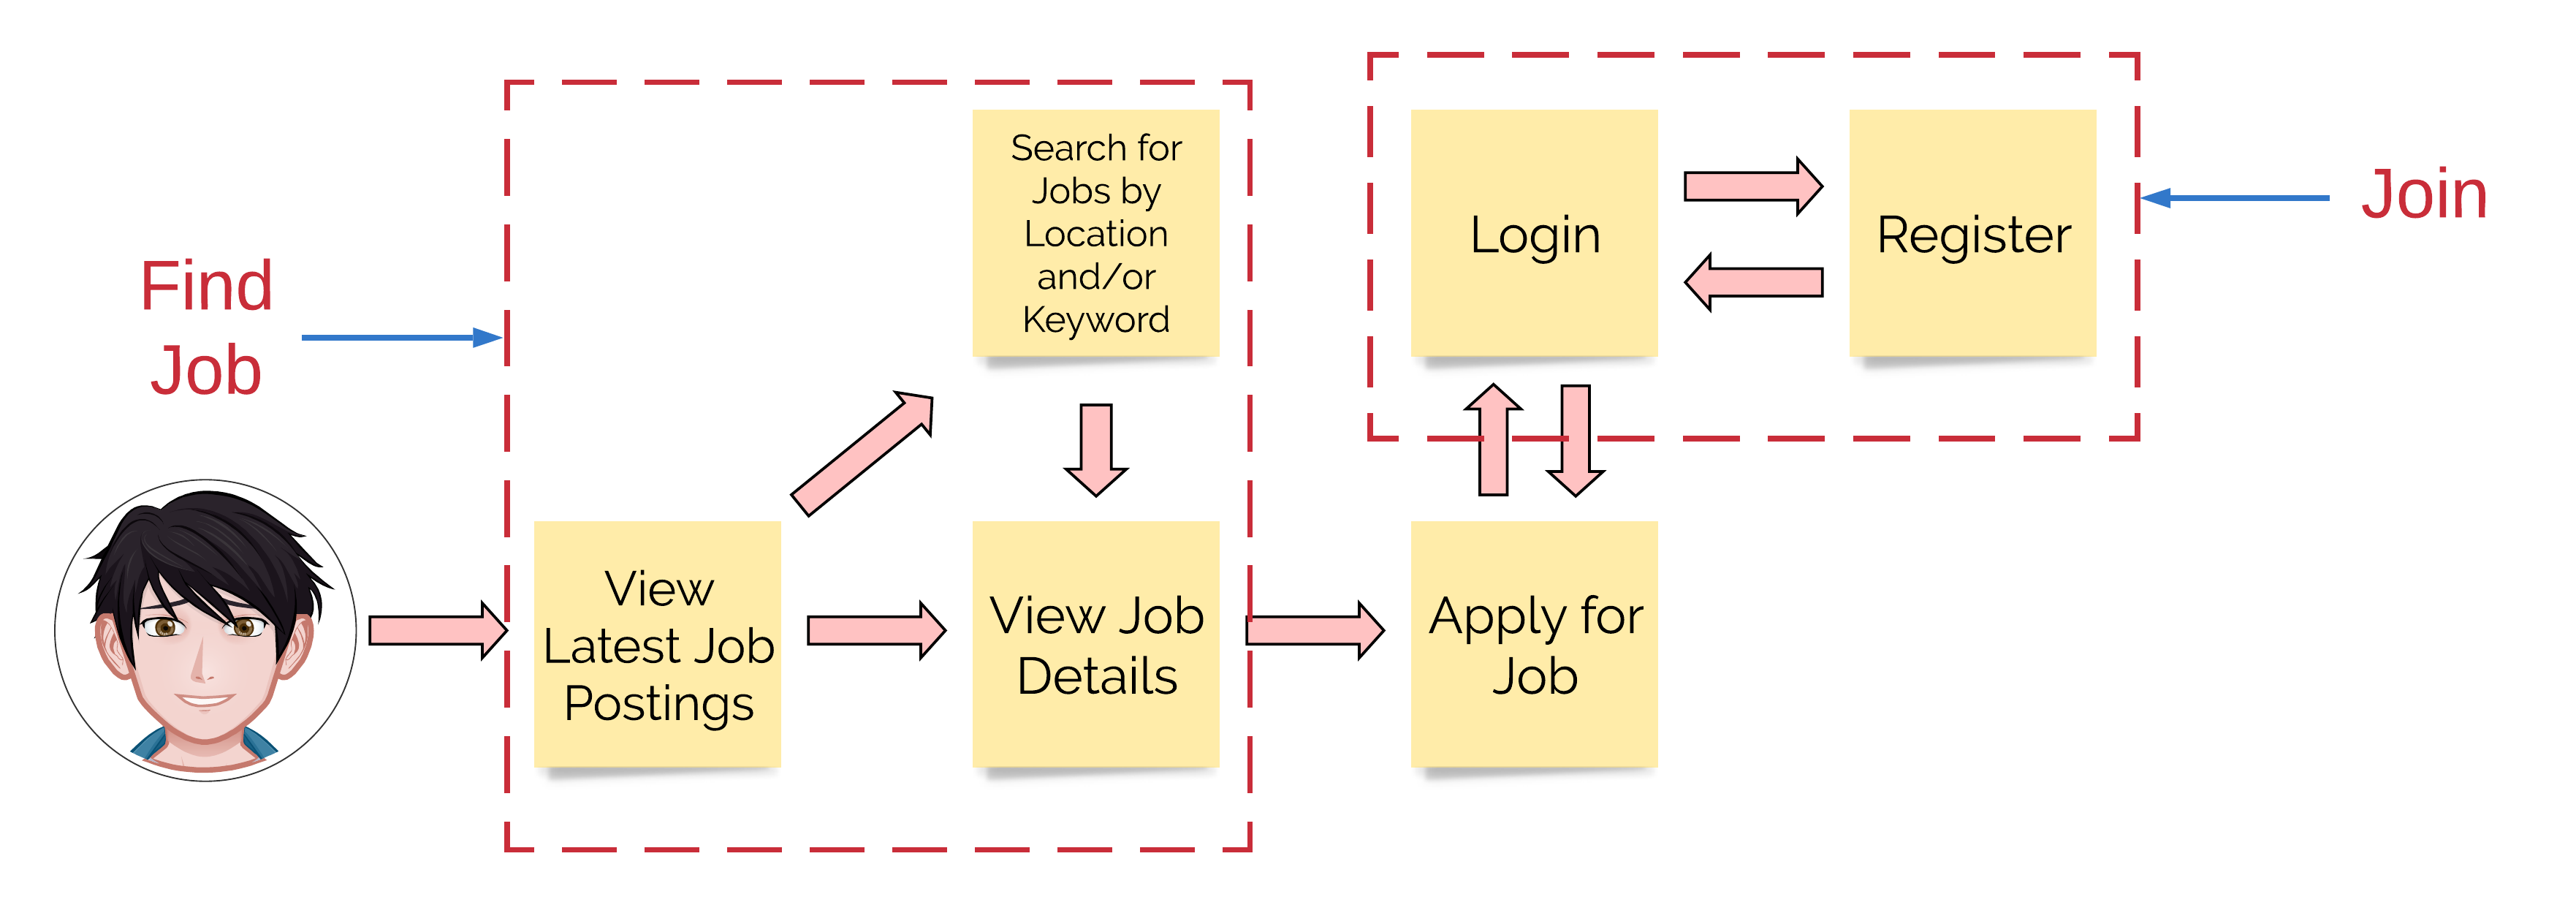 Find
Job
View
Latest Job
Postings
Search for
Jobs by
Location
and/or
Keyword
View Job
Details
Login
Register
Apply for
Job
Join